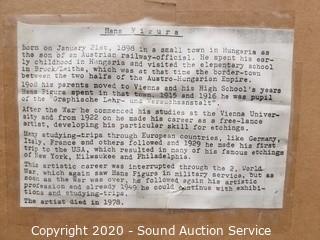 Hans Figura
Born on January 21st, 1898 in a small town in Hungaria as
the son of an Austrian railway-official. He spent his ear-
ly childhood in Hungaria and visited the elementary school
in Bruck/Leitha, which was at that time the border-town
between the two halfs of the Austro-Hungarion Empire.
1908 his parents moved to Vienna and his High School's years
Hans Figura spent in that town. 1915 - 1916 he was pupil
of the "Graphische Lehr- und Versuchsanstalt".
After the War he commenced his studies at the Vienna Univer-
sity and from 1922 on he made his career as a free-lance
artist, developing his particular skill for etchings.
Many studying-trips through European countries, like Germany,
Italy, France and others followed and 1929 he made his first
trip to the USA, which resulted in many of his famous etchings
of New York, Milwaukee and Philadelphia.
This artistic career was interrupted through the 2. World
War, which again saw Hans Figura in military service, but as
soon as the War was over, he followed again his artistic
profession and already 1949 he could continue with exhibi-
tions and studying-trips.
The artist died in 1978.
Copyright 2020 - Sound Auction Service